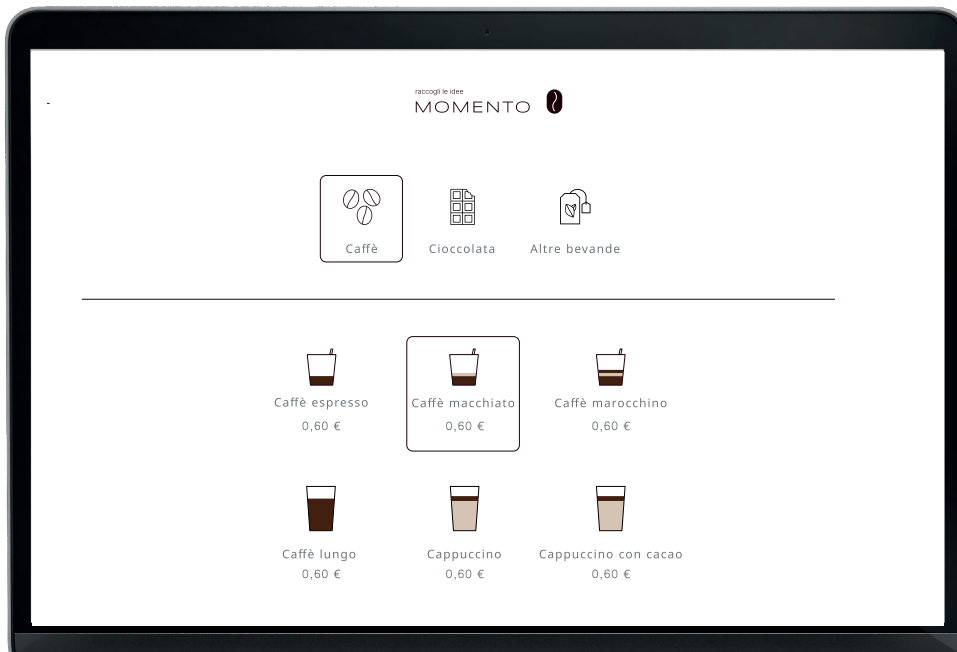 raccogli le idee
MOMENTO
Caffè
Cioccolata
Altre bevande
Caffè espresso
Caffè macchiato
Caffè marocchino
0,60 €
0,60 €
0,60 €
Caffè lungo
Cappuccino
Cappuccino con cacao
0,60 €
0,60 €
0,60 €